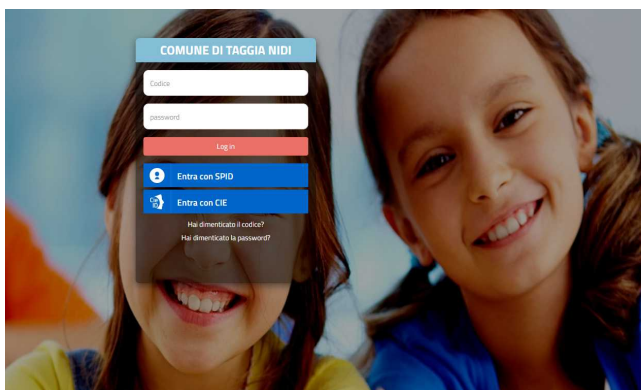 COMUNE DI TAGGIA NIDI
Codice
password
Log in
Entra con SPID
Entra con CIE
Hai dimenticato il codice?
Hai dimenticato la password?